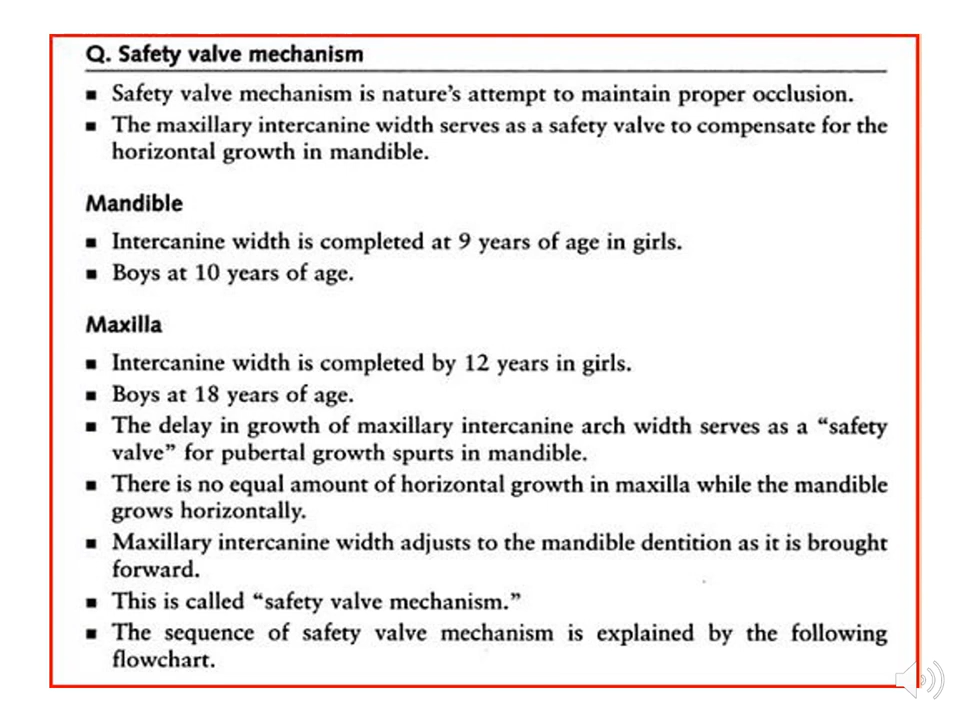 Q. Safety valve mechanism
▪ Safety valve mechanism is nature's attempt to maintain proper occlusion.
▪ The maxillary intercanine width serves as a safety valve to compensate for the
horizontal growth in mandible.
Mandible
▪ Intercanine width is completed at 9 years of age in girls.
▪ Boys at 10 years of age.
Maxilla
▪ Intercanine width is completed by 12 years in girls.
▪ Boys at 18 years of age.
▪ The delay in growth of maxillary intercanine arch width serves as a “safety
valve” for pubertal growth spurts in mandible.
▪ There is no equal amount of horizontal growth in maxilla while the mandible
grows horizontally.
▪ Maxillary intercanine width adjusts to the mandible dentition as it is brought
forward.
▪ This is called “safety valve mechanism.”
▪ The sequence of safety valve mechanism is explained by the following
flowchart.